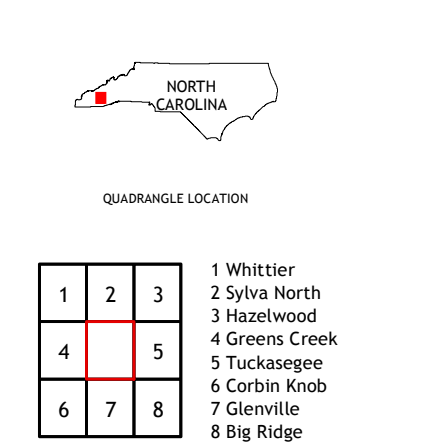 NORTH
CAROLINA
QUADRANGLE LOCATION
1 2 3
4 5
6 7 8
1 Whittier
2 Sylva North
3 Hazelwood
4 Greens Creek
5 Tuckasegee
6 Corbin Knob
7 Glenville
8 Big Ridge